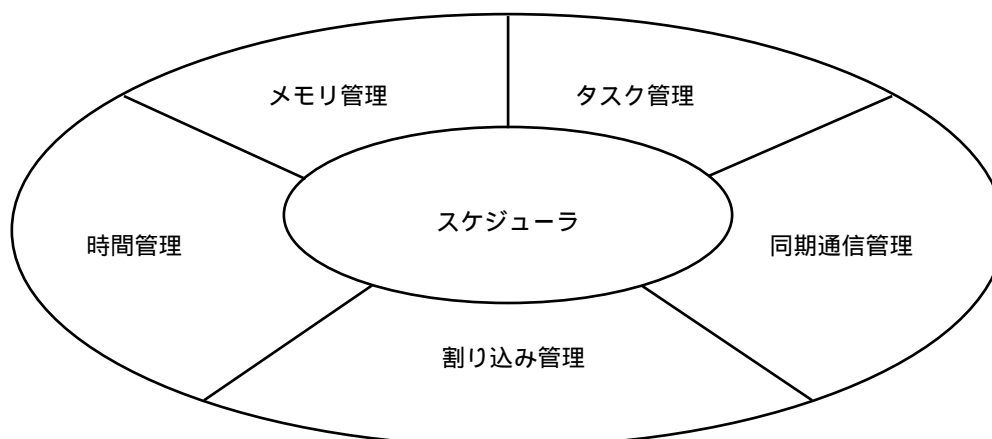 メモリ管理
タスク管理
スケジューラ
時間管理
同期通信管理
割り込み管理